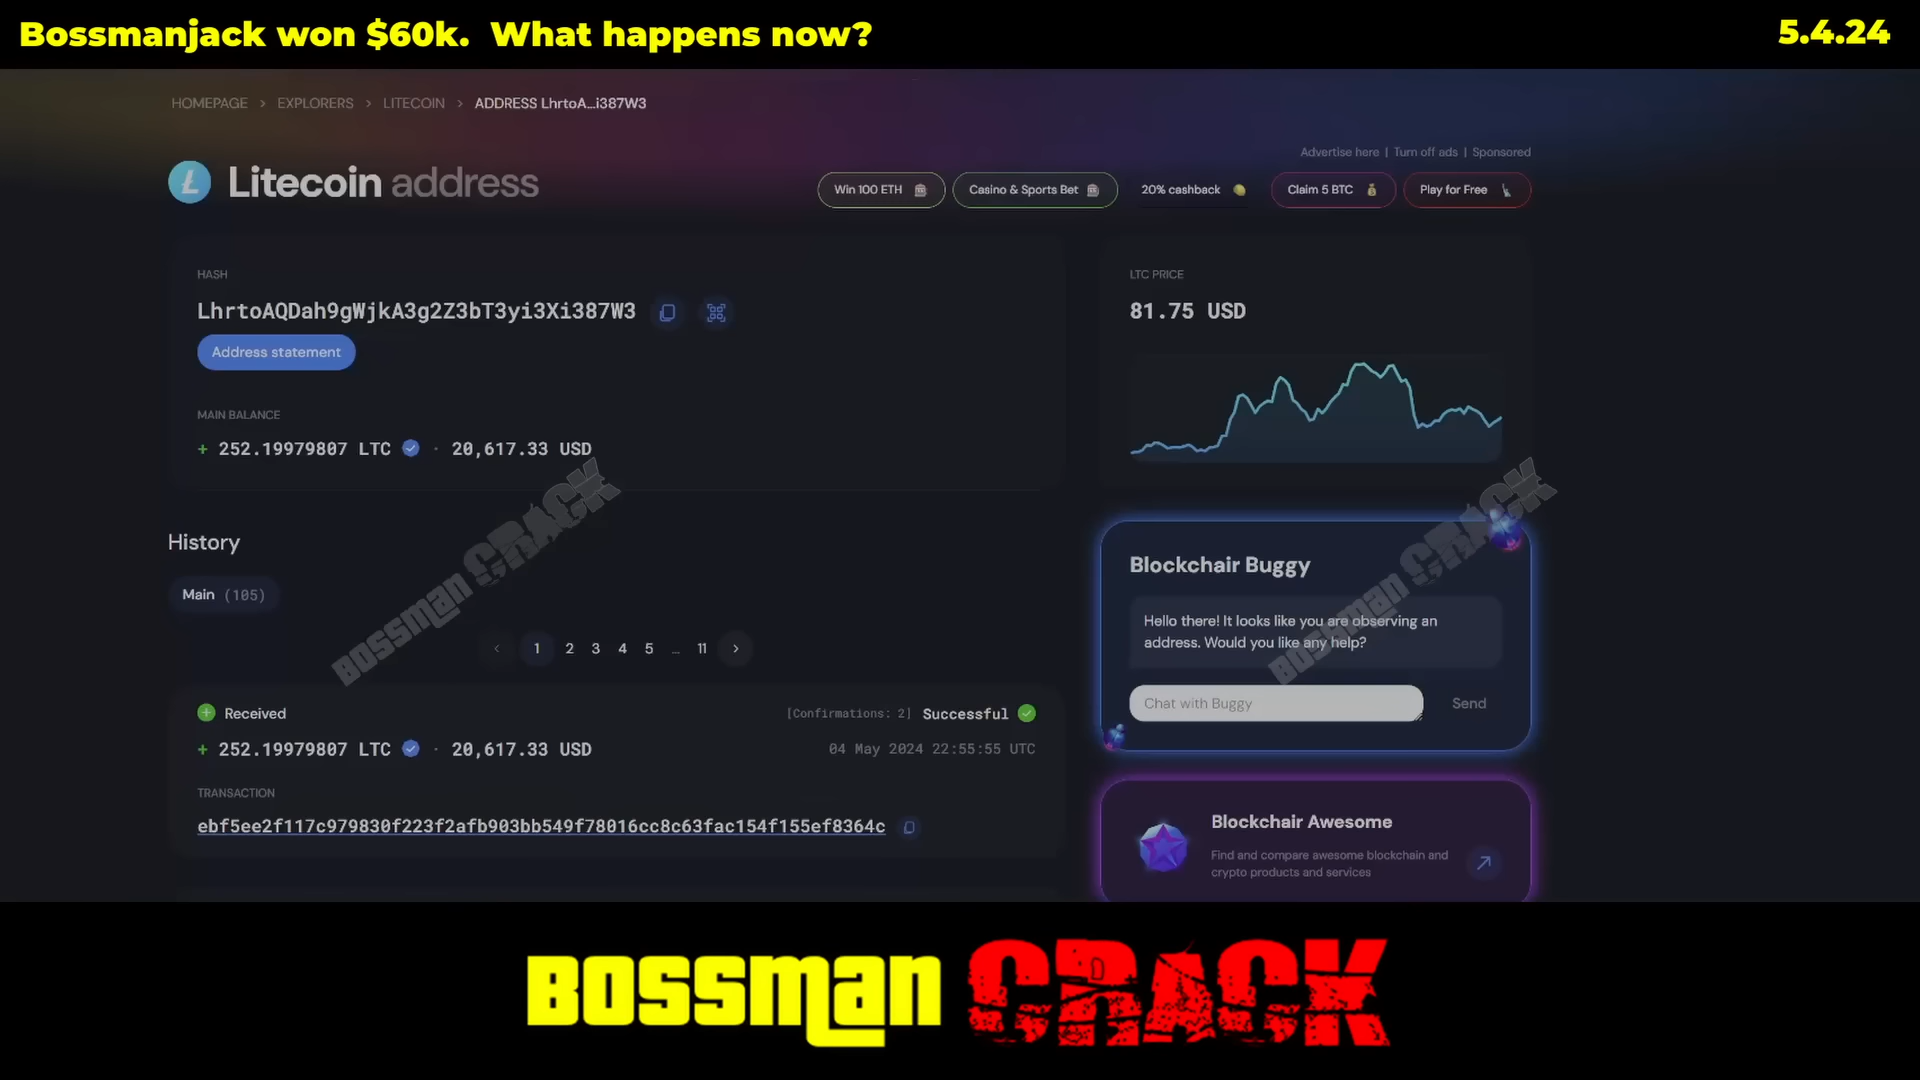 Bossmanjack won $60k. What happens now?
5.4.24
HOMEPAGE > EXPLORERS > LITECOIN > ADDRESS LhrtoA...i387W3
Advertise here | Turn off ads | Sponsored
Litecoin address
Win 100 ETH
Casino & Sports Bet
20% cashback
Claim 5 BTC
Play for Free
HASH
LhrtoAQDah9gWjkA3g2Z3bT3yi3Xi387W3
Address statement
MAIN BALANCE
+ 252.19979807 LTC · 20,617.33 USD
LTC PRICE
81.75 USD
History
Main (105)
< 1 2 3 4 5 ... 11 >
Received
[Confirmations: 2] Successful
+ 252.19979807 LTC · 20,617.33 USD
04 May 2024 22:55:55 UTC
TRANSACTION
ebf5ee2f117c979830f223f2afb903bb549f78016cc8c63fac154f155ef8364c
Blockchair Buggy
Hello there! It looks like you are observing an
address. Would you like any help?
Chat with Buggy
Send
Blockchair Awesome
Find and compare awesome blockchain and
crypto products and services
BOSSMAN CRACK
BOSSMAN CRACK
BOSSMAN CRACK